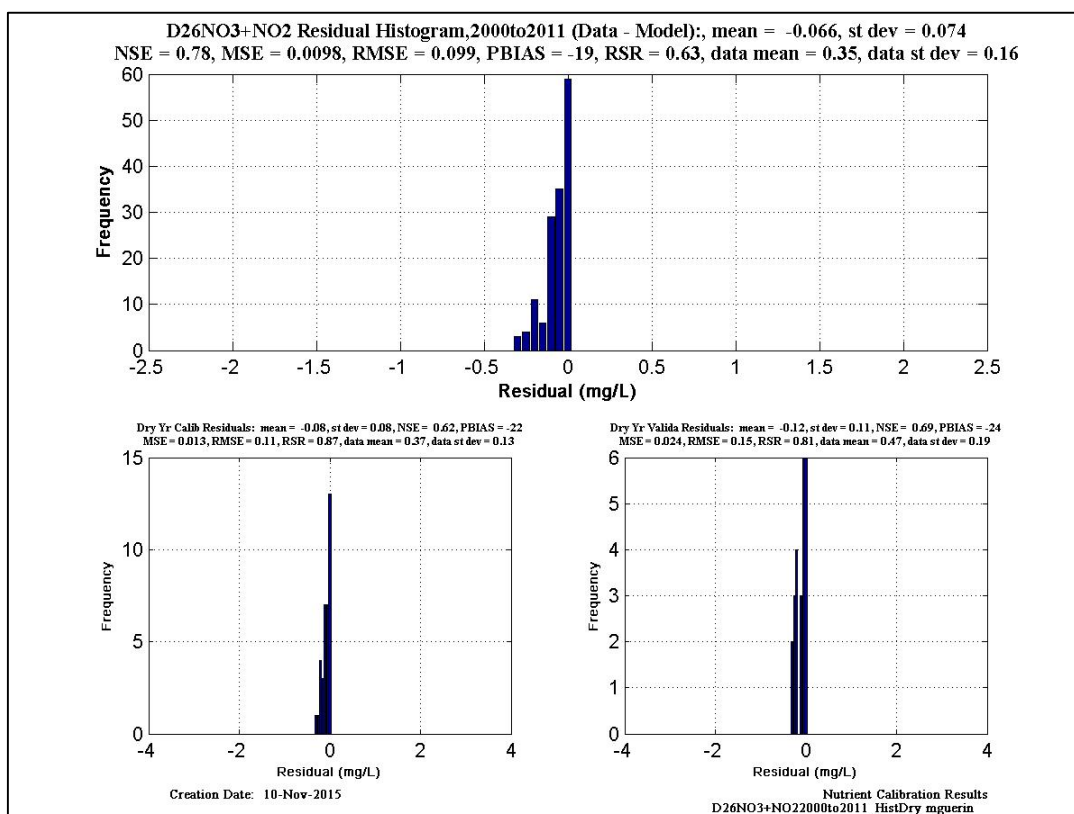 D26NO3+NO2 Residual Histogram,2000to2011 (Data - Model):, mean = -0.066, st dev = 0.074
NSE = 0.78, MSE = 0.0098, RMSE = 0.099, PBIAS = -19, RSR = 0.63, data mean = 0.35, data st dev = 0.16
60
50
40
30
20
10
0
Frequency
-2.5 -2 -1.5 -1 -0.5 0 0.5 1 1.5 2 2.5
Residual (mg/L)
Dry Yr Calib Residuals: mean = -0.08, st dev = 0.08, NSE = 0.62, PBIAS = -22
MSE = 0.013, RMSE = 0.11, RSR = 0.87, data mean = 0.37, data st dev = 0.13
15
10
5
0
Frequency
-4 -2 0 2 4
Residual (mg/L)
Dry Yr Valida Residuals: mean = -0.12, st dev = 0.11, NSE = 0.69, PBIAS = -24
MSE = 0.024, RMSE = 0.15, RSR = 0.81, data mean = 0.47, data st dev = 0.19
6
5
4
3
2
1
0
Frequency
-4 -2 0 2 4
Residual (mg/L)
Creation Date: 10-Nov-2015
Nutrient Calibration Results
D26NO3+NO22000to2011 HistDry mguerin